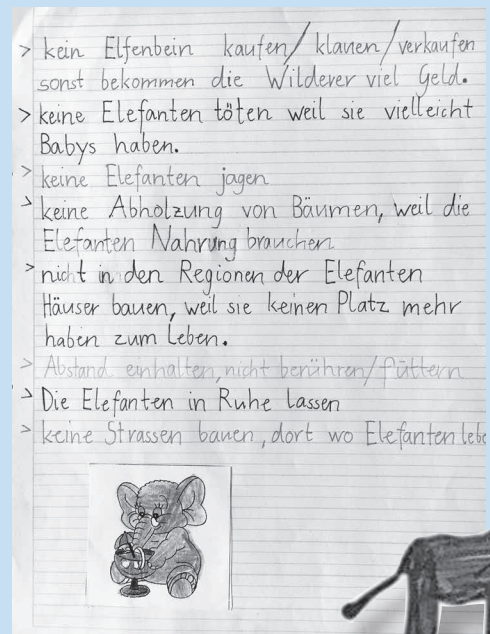 > kein Elfenbein kaufen/klauen/verkaufen
sonst bekommen die Wilderer viel Geld.
> keine Elefanten töten weil sie vielleicht
Babys haben.
> keine Elefanten jagen
> keine Abholzung von Bäumen, weil die
Elefanten Nahrung brauchen
> nicht in den Regionen der Elefanten
Häuser bauen, weil sie keinen Platz mehr
haben zum Leben.
> Abstand einhalten, nicht berühren/füttern
> Die Elefanten in Ruhe lassen
> keine Strassen bauen, dort wo Elefanten lebe